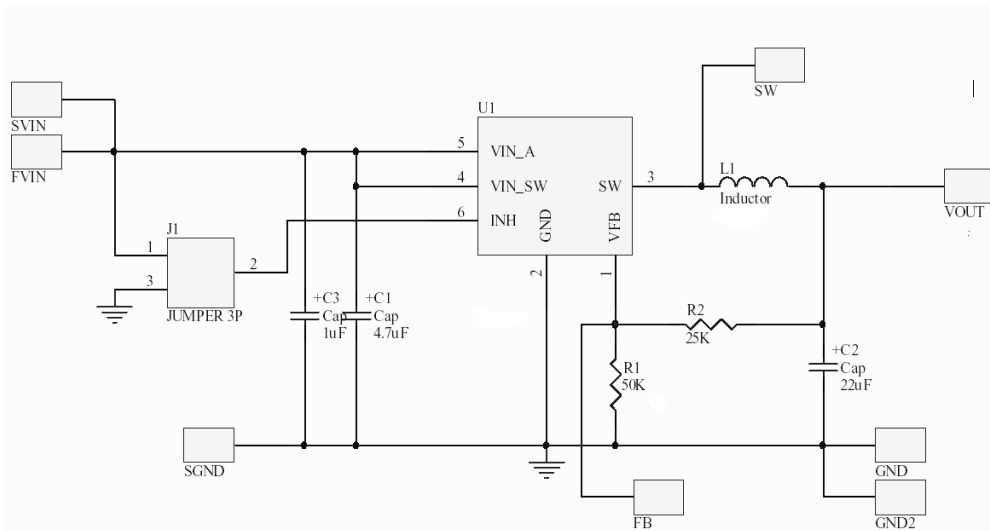 SW
SVIN
U1
FVIN
5 VIN_A
4 VIN_SW SW 3
6 INH
GND
VFB
2
1
L1
Inductor
VOUT
J1
1
2
3
JUMPER 3P
+C3
Cap
1uF
+C1
Cap
4.7uF
R2
25K
R1
50K
+C2
Cap
22uF
SGND
GND
GND2
FB